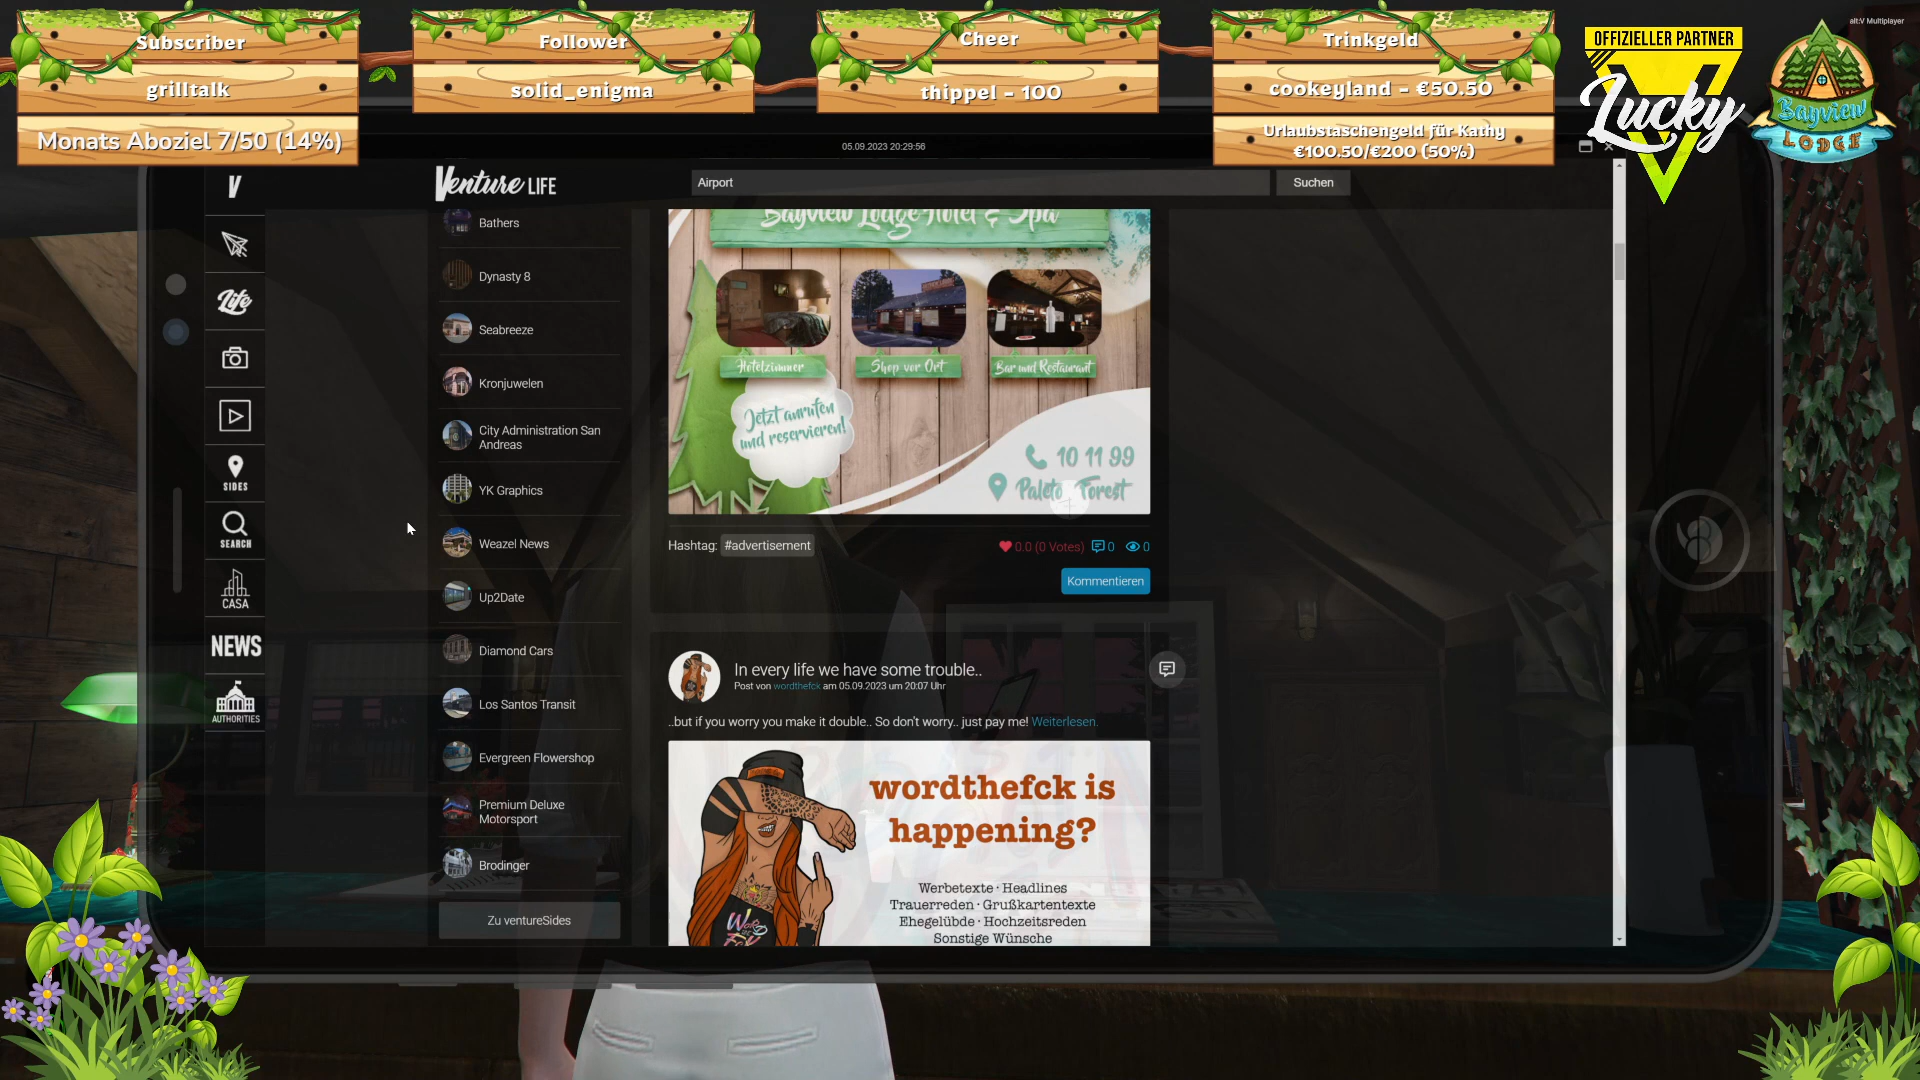 Subscriber
grilltalk
Monats Aboziel 7/50 (14%)
Follower
solid_enigma
Cheer
thippel - 100
Trinkgeld
cookeyland - €50.50
Urlaubstaschengeld für Kathy
€100.50/€200 (50%)
OFFIZIELLER PARTNER
Lucky V
Bayview
LODGE
alt:V Multiplayer
05.09.2023 20:29:56
V
Venture LIFE
Airport
Suchen
Life
SIDES
SEARCH
CASA
NEWS
AUTHORITIES
Bathers
Dynasty 8
Seabreeze
Kronjuwelen
City Administration San
Andreas
YK Graphics
Weazel News
Up2Date
Diamond Cars
Los Santos Transit
Evergreen Flowershop
Premium Deluxe
Motorsport
Brodinger
Zu ventureSides
Bayview Lodge Hotel & Spa
Hotelzimmer
Shop vor Ort
Bar und Restaurant
Jetzt anrufen
und reservieren!
10 11 99
Paleto Forest
Hashtag: #advertisement
0.0 (0 Votes) 0 0
Kommentieren
In every life we have some trouble..
Post von wordthefck am 05.09.2023 um 20:07 Uhr
..but if you worry you make it double.. So don't worry.. just pay me! Weiterlesen.
wordthefck is
happening?
Werbetexte · Headlines
Trauerreden · Grußkartentexte
Ehegelübde · Hochzeitsreden
Sonstige Wünsche